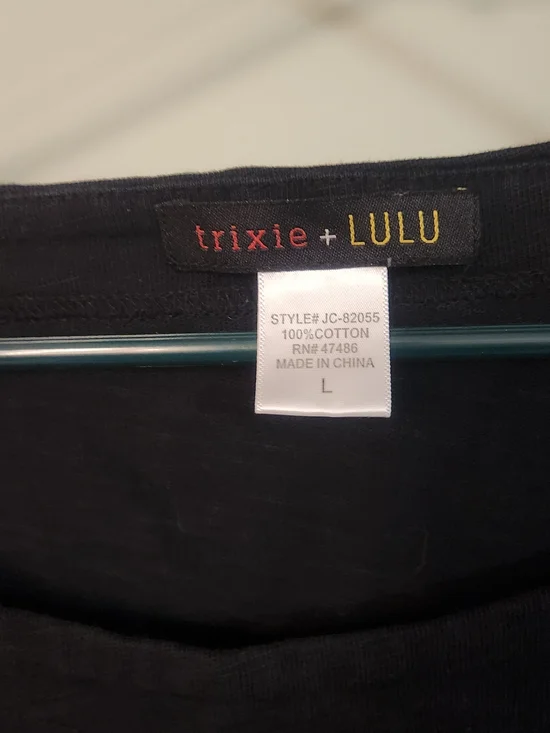 trixie + LULU
STYLE# JC-82055
100%COTTON
RN# 47486
MADE IN CHINA
L